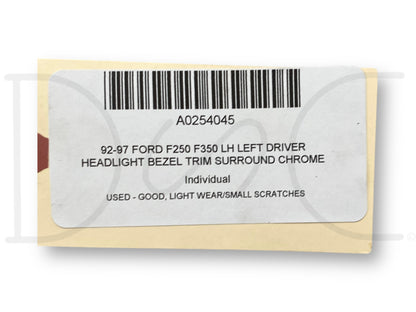 A0254045
92-97 FORD F250 F350 LH LEFT DRIVER
HEADLIGHT BEZEL TRIM SURROUND CHROME
Individual
USED - GOOD, LIGHT WEAR/SMALL SCRATCHES